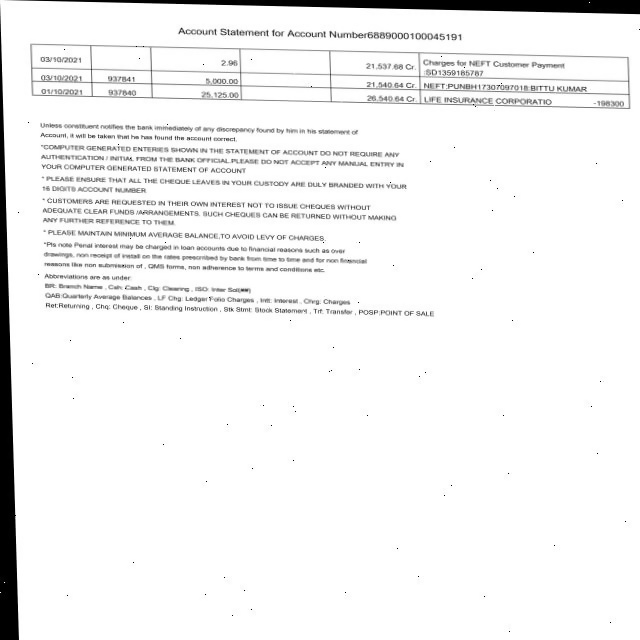 Account Statement for Account Number6889000100045191
03/10/2021 2.96 21,537.68 Cr. Charges for NEFT Customer Payment
:SD1359185787
03/10/2021 937841 5,000.00 21,540.64 Cr. NEFT:PUNBH17307097018:BITTU KUMAR
01/10/2021 937840 25,125.00 26,540.64 Cr. LIFE INSURANCE CORPORATIO -198300
Unless constituent notifies the bank immediately of any discrepancy found by him in his statement of
Account, it will be taken that he has found the account correct.
*COMPUTER GENERATED ENTERIES SHOWN IN THE STATEMENT OF ACCOUNT DO NOT REQUIRE ANY
AUTHENTICATION / INITIAL FROM THE BANK OFFICIAL.PLEASE DO NOT ACCEPT ANY MANUAL ENTRY IN
YOUR COMPUTER GENERATED STATEMENT OF ACCOUNT
* PLEASE ENSURE THAT ALL THE CHEQUE LEAVES IN YOUR CUSTODY ARE DULY BRANDED WITH YOUR
16 DIGITS ACCOUNT NUMBER
* CUSTOMERS ARE REQUESTED IN THEIR OWN INTEREST NOT TO ISSUE CHEQUES WITHOUT
ADEQUATE CLEAR FUNDS /ARRANGEMENTS. SUCH CHEQUES CAN BE RETURNED WITHOUT MAKING
ANY FURTHER REFERENCE TO THEM.
* PLEASE MAINTAIN MINIMUM AVERAGE BALANCE,TO AVOID LEVY OF CHARGES.
*Pls note Penal interest may be charged in loan accounts due to financial reasons such as over
drawings, non receipt of install on the rates prescribed by bank from time to time and for non financial
reasons like non submission of , QMS forms, non adherence to terms and conditions etc.
Abbreviations are as under:
BR: Branch Name , Csh: Cash , Clg: Clearing , ISO: Inter Sol(##)
QAB:Quarterly Average Balances , LF Chg: Ledger Folio Charges , Intt: Interest , Chrg: Charges
Ret:Returning , Chq: Cheque , SI: Standing Instruction , Stk Stmt: Stock Statement , Trf: Transfer , POSP:POINT OF SALE